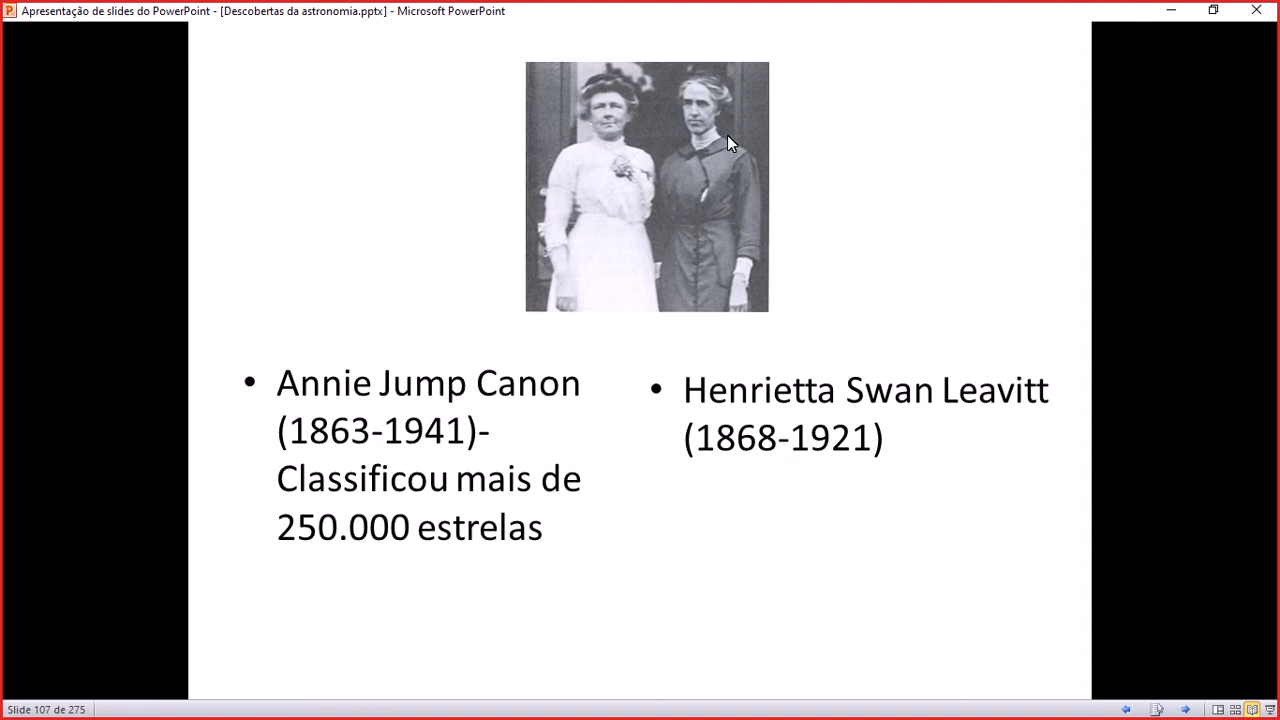 Apresentação de slides do PowerPoint - [Descobertas da astronomia.pptx] - Microsoft PowerPoint
• Annie Jump Canon
(1863-1941)-
Classificou mais de
250.000 estrelas
• Henrietta Swan Leavitt
(1868-1921)
Slide 107 de 275